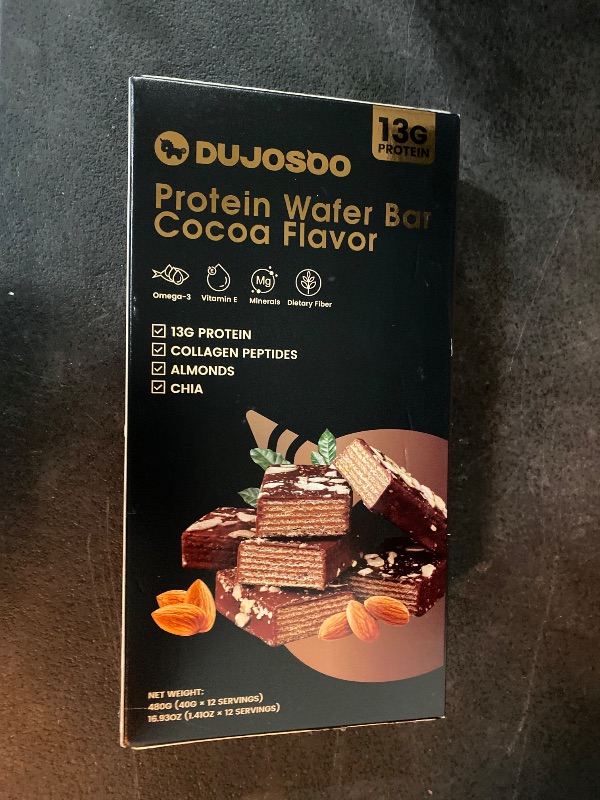 13G
PROTEIN
DUJOSOO
Protein Wafer Bar
Cocoa Flavor
E
Mg
Omega-3 Vitamin E Minerals Dietary Fiber
13G PROTEIN
COLLAGEN PEPTIDES
ALMONDS
CHIA
NET WEIGHT:
480G (40G × 12 SERVINGS)
16.93OZ (1.41OZ × 12 SERVINGS)